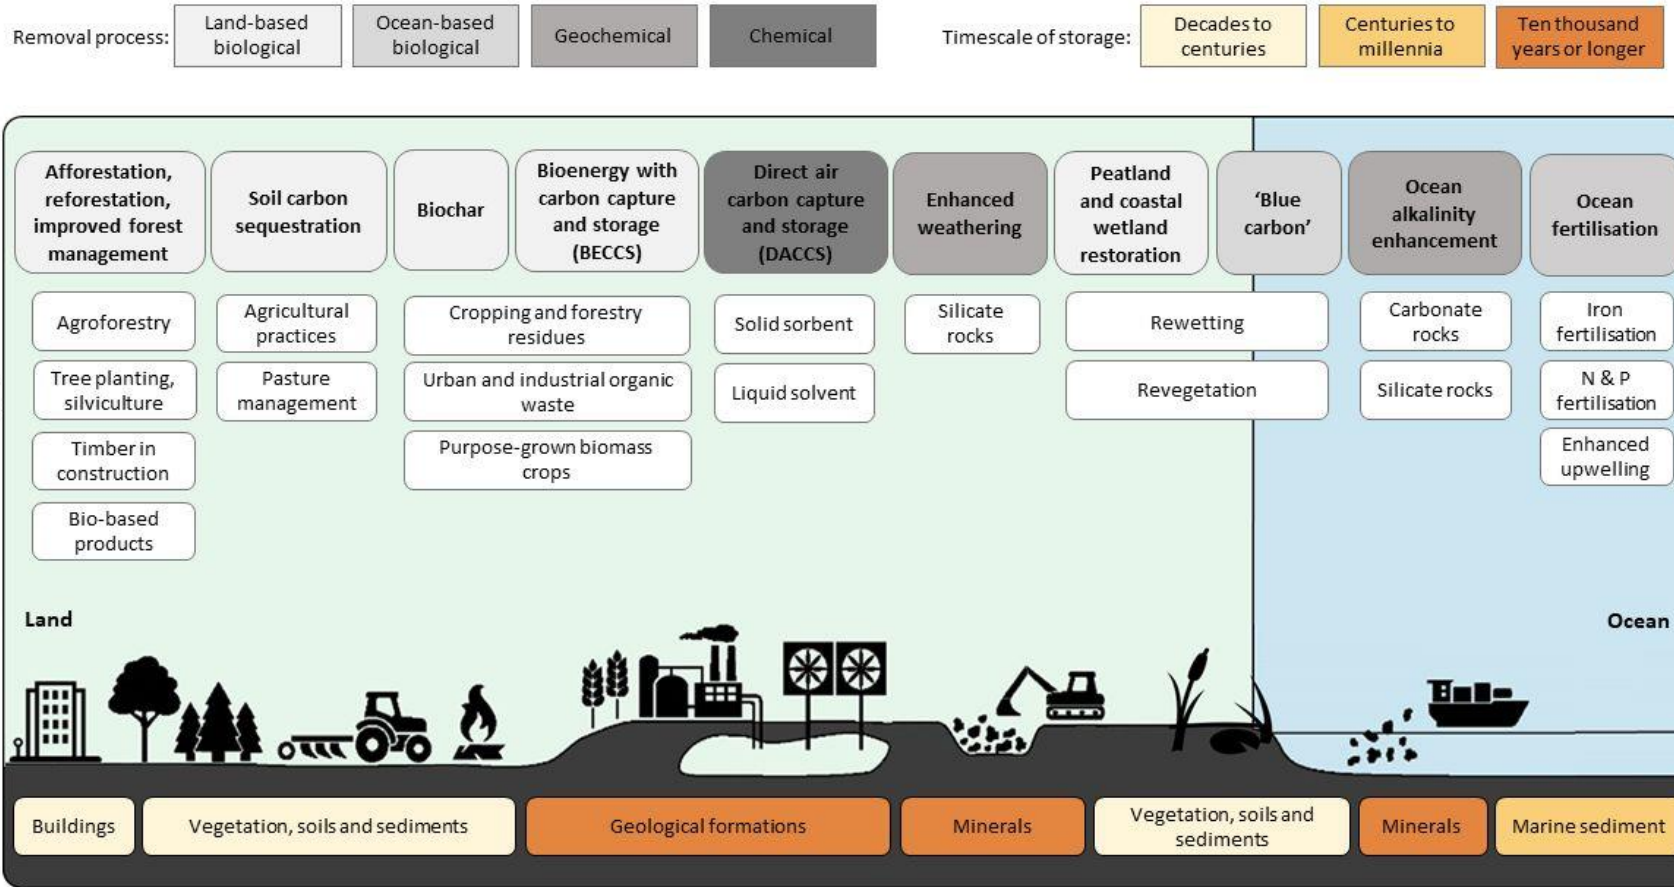 Removal process:
Land-based
biological
Ocean-based
biological
Geochemical
Chemical
Timescale of storage:
Decades to
centuries
Centuries to
millennia
Ten thousand
years or longer
Afforestation,
reforestation,
improved forest
management
Soil carbon
sequestration
Biochar
Bioenergy with
carbon capture
and storage
(BECCS)
Direct air
carbon capture
and storage
(DACCS)
Enhanced
weathering
Peatland
and coastal
wetland
restoration
‘Blue
carbon’
Ocean
alkalinity
enhancement
Ocean
fertilisation
Agroforestry
Tree planting,
silviculture
Timber in
construction
Bio-based
products
Agricultural
practices
Pasture
management
Cropping and forestry
residues
Urban and industrial organic
waste
Purpose-grown biomass
crops
Solid sorbent
Liquid solvent
Silicate
rocks
Rewetting
Revegetation
Carbonate
rocks
Silicate rocks
Iron
fertilisation
N & P
fertilisation
Enhanced
upwelling
Land
Ocean
Buildings
Vegetation, soils and sediments
Geological formations
Minerals
Vegetation, soils and
sediments
Minerals
Marine sediment